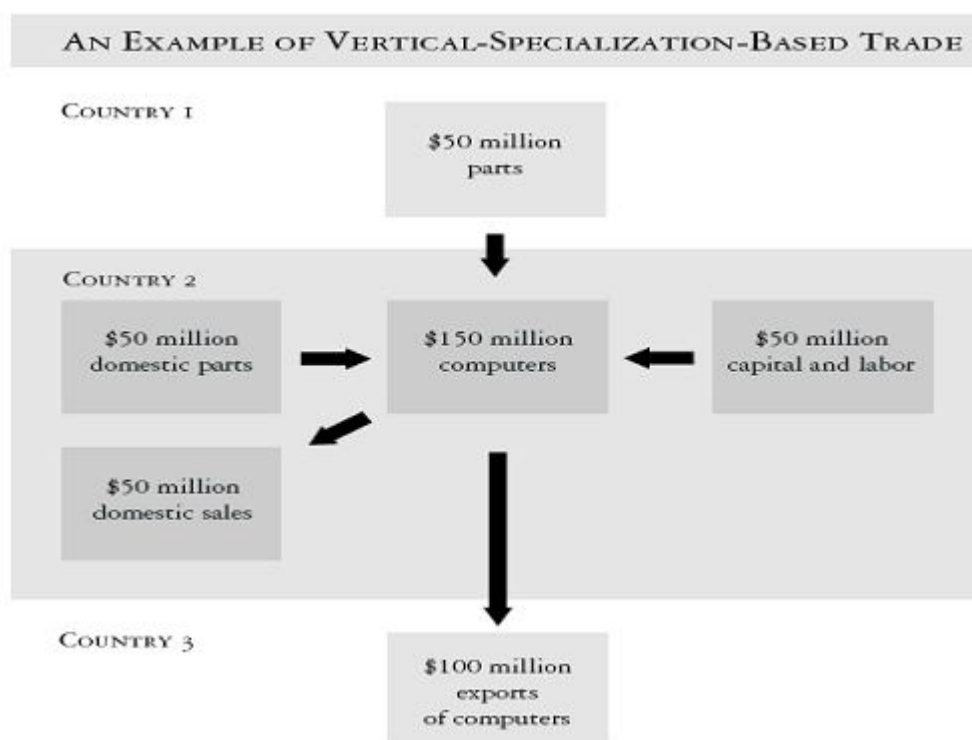 AN EXAMPLE OF VERTICAL-SPECIALIZATION-BASED TRADE
COUNTRY 1
$50 million
parts
COUNTRY 2
$50 million
domestic parts
$150 million
computers
$50 million
capital and labor
$50 million
domestic sales
COUNTRY 3
$100 million
exports
of computers